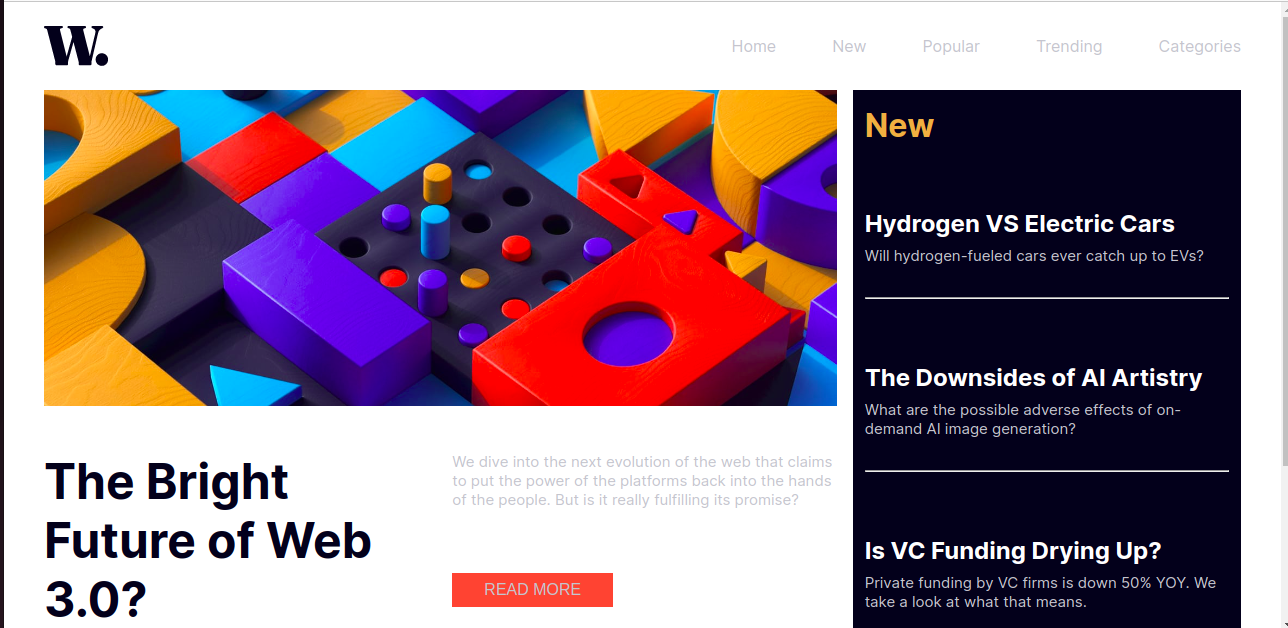 W.
Home New Popular Trending Categories
The Bright
Future of Web
3.0?
We dive into the next evolution of the web that claims
to put the power of the platforms back into the hands
of the people. But is it really fulfilling its promise?
READ MORE
New
Hydrogen VS Electric Cars
Will hydrogen-fueled cars ever catch up to EVs?
The Downsides of AI Artistry
What are the possible adverse effects of on-
demand AI image generation?
Is VC Funding Drying Up?
Private funding by VC firms is down 50% YOY. We
take a look at what that means.